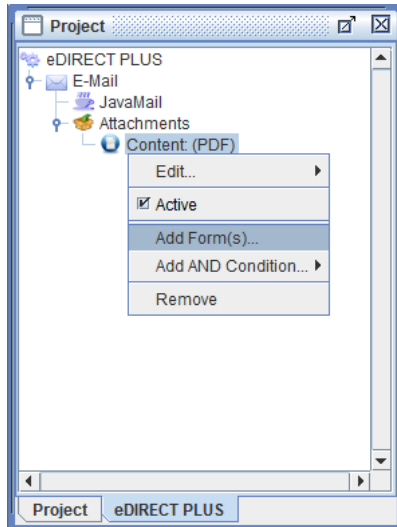 Project
eDIRECT PLUS
E-Mail
JavaMail
Attachments
Content: (PDF)
Edit...
Active
Add Form(s)...
Add AND Condition...
Remove
Project eDIRECT PLUS